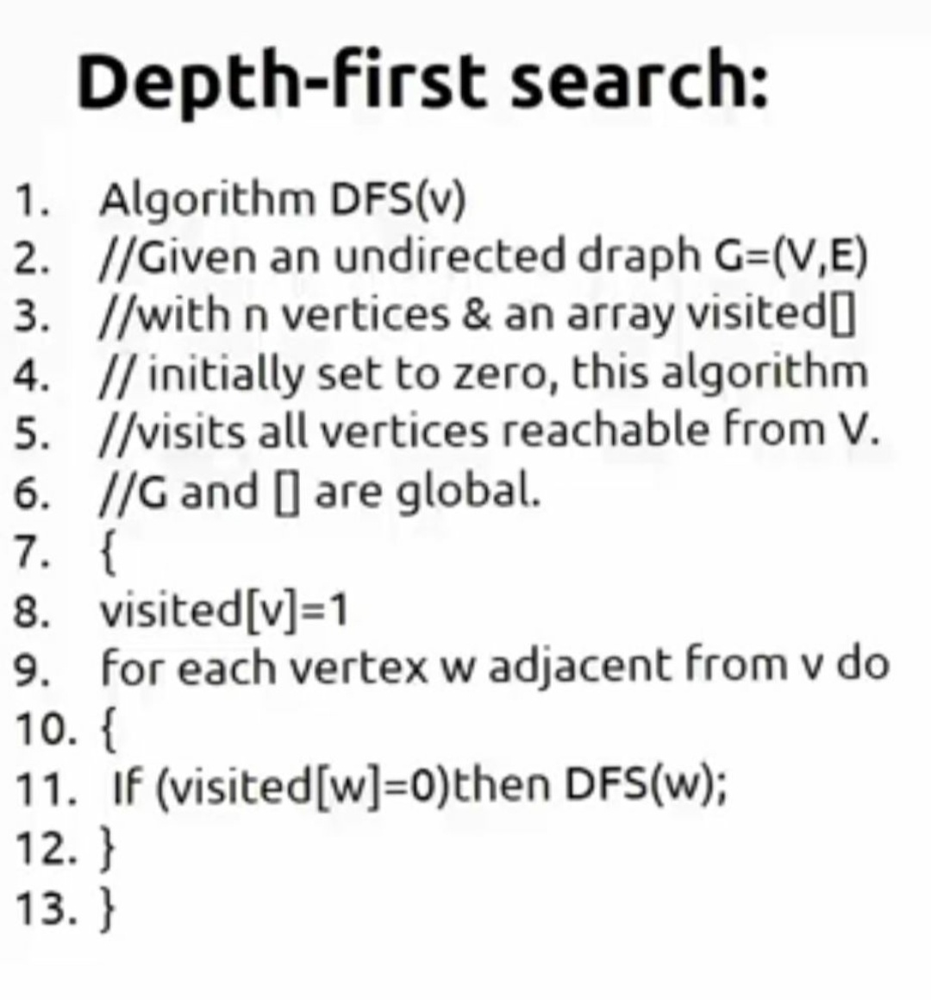 Depth-first search:
1. Algorithm DFS(v)
2. //Given an undirected draph G=(V,E)
3. //with n vertices & an array visited[]
4. // initially set to zero, this algorithm
5. //visits all vertices reachable from V.
6. //G and [] are global.
7. {
8. visited[v]=1
9. for each vertex w adjacent from v do
10. {
11. If (visited[w]=0)then DFS(w);
12. }
13. }